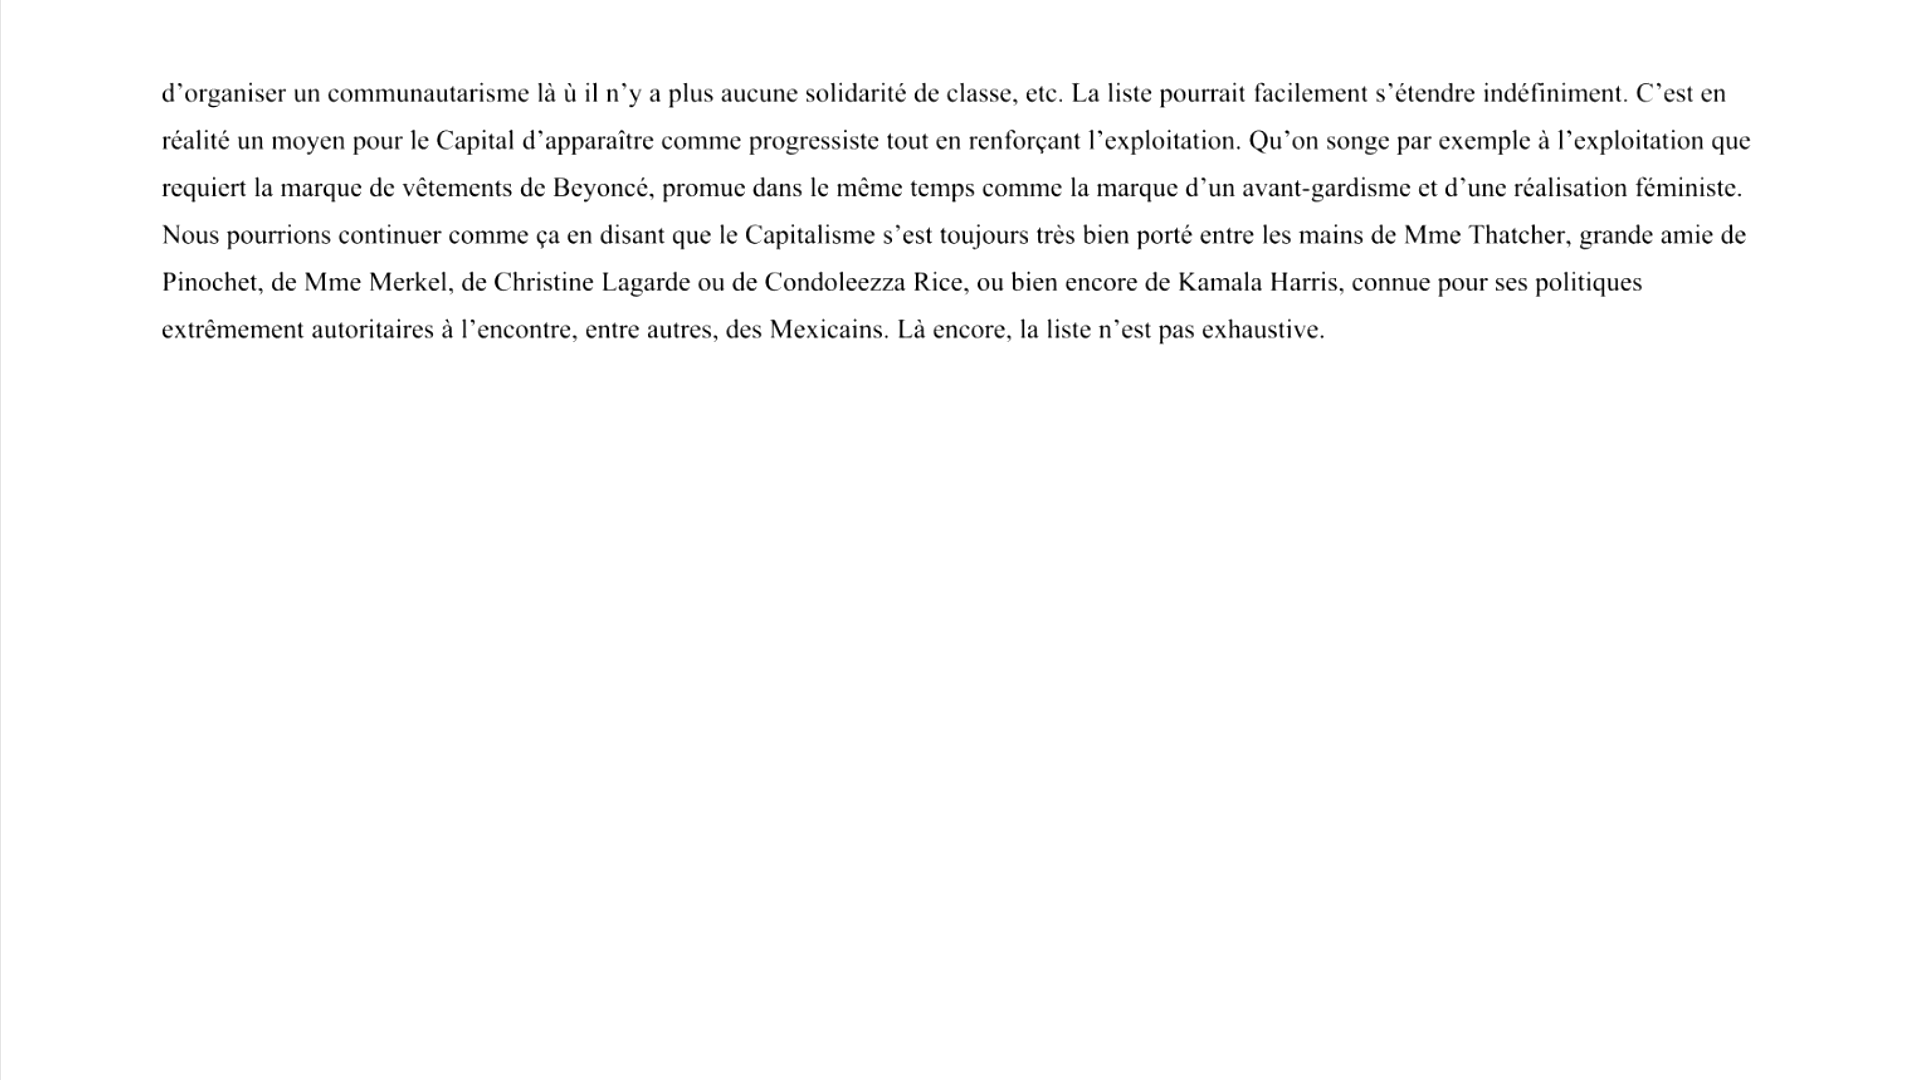 d’organiser un communautarisme là ù il n’y a plus aucune solidarité de classe, etc. La liste pourrait facilement s’étendre indéfiniment. C’est en
réalité un moyen pour le Capital d’apparaître comme progressiste tout en renforçant l’exploitation. Qu’on songe par exemple à l’exploitation que
requiert la marque de vêtements de Beyoncé, promue dans le même temps comme la marque d’un avant-gardisme et d’une réalisation féministe.
Nous pourrions continuer comme ça en disant que le Capitalisme s’est toujours très bien porté entre les mains de Mme Thatcher, grande amie de
Pinochet, de Mme Merkel, de Christine Lagarde ou de Condoleezza Rice, ou bien encore de Kamala Harris, connue pour ses politiques
extrêmement autoritaires à l’encontre, entre autres, des Mexicains. Là encore, la liste n’est pas exhaustive.